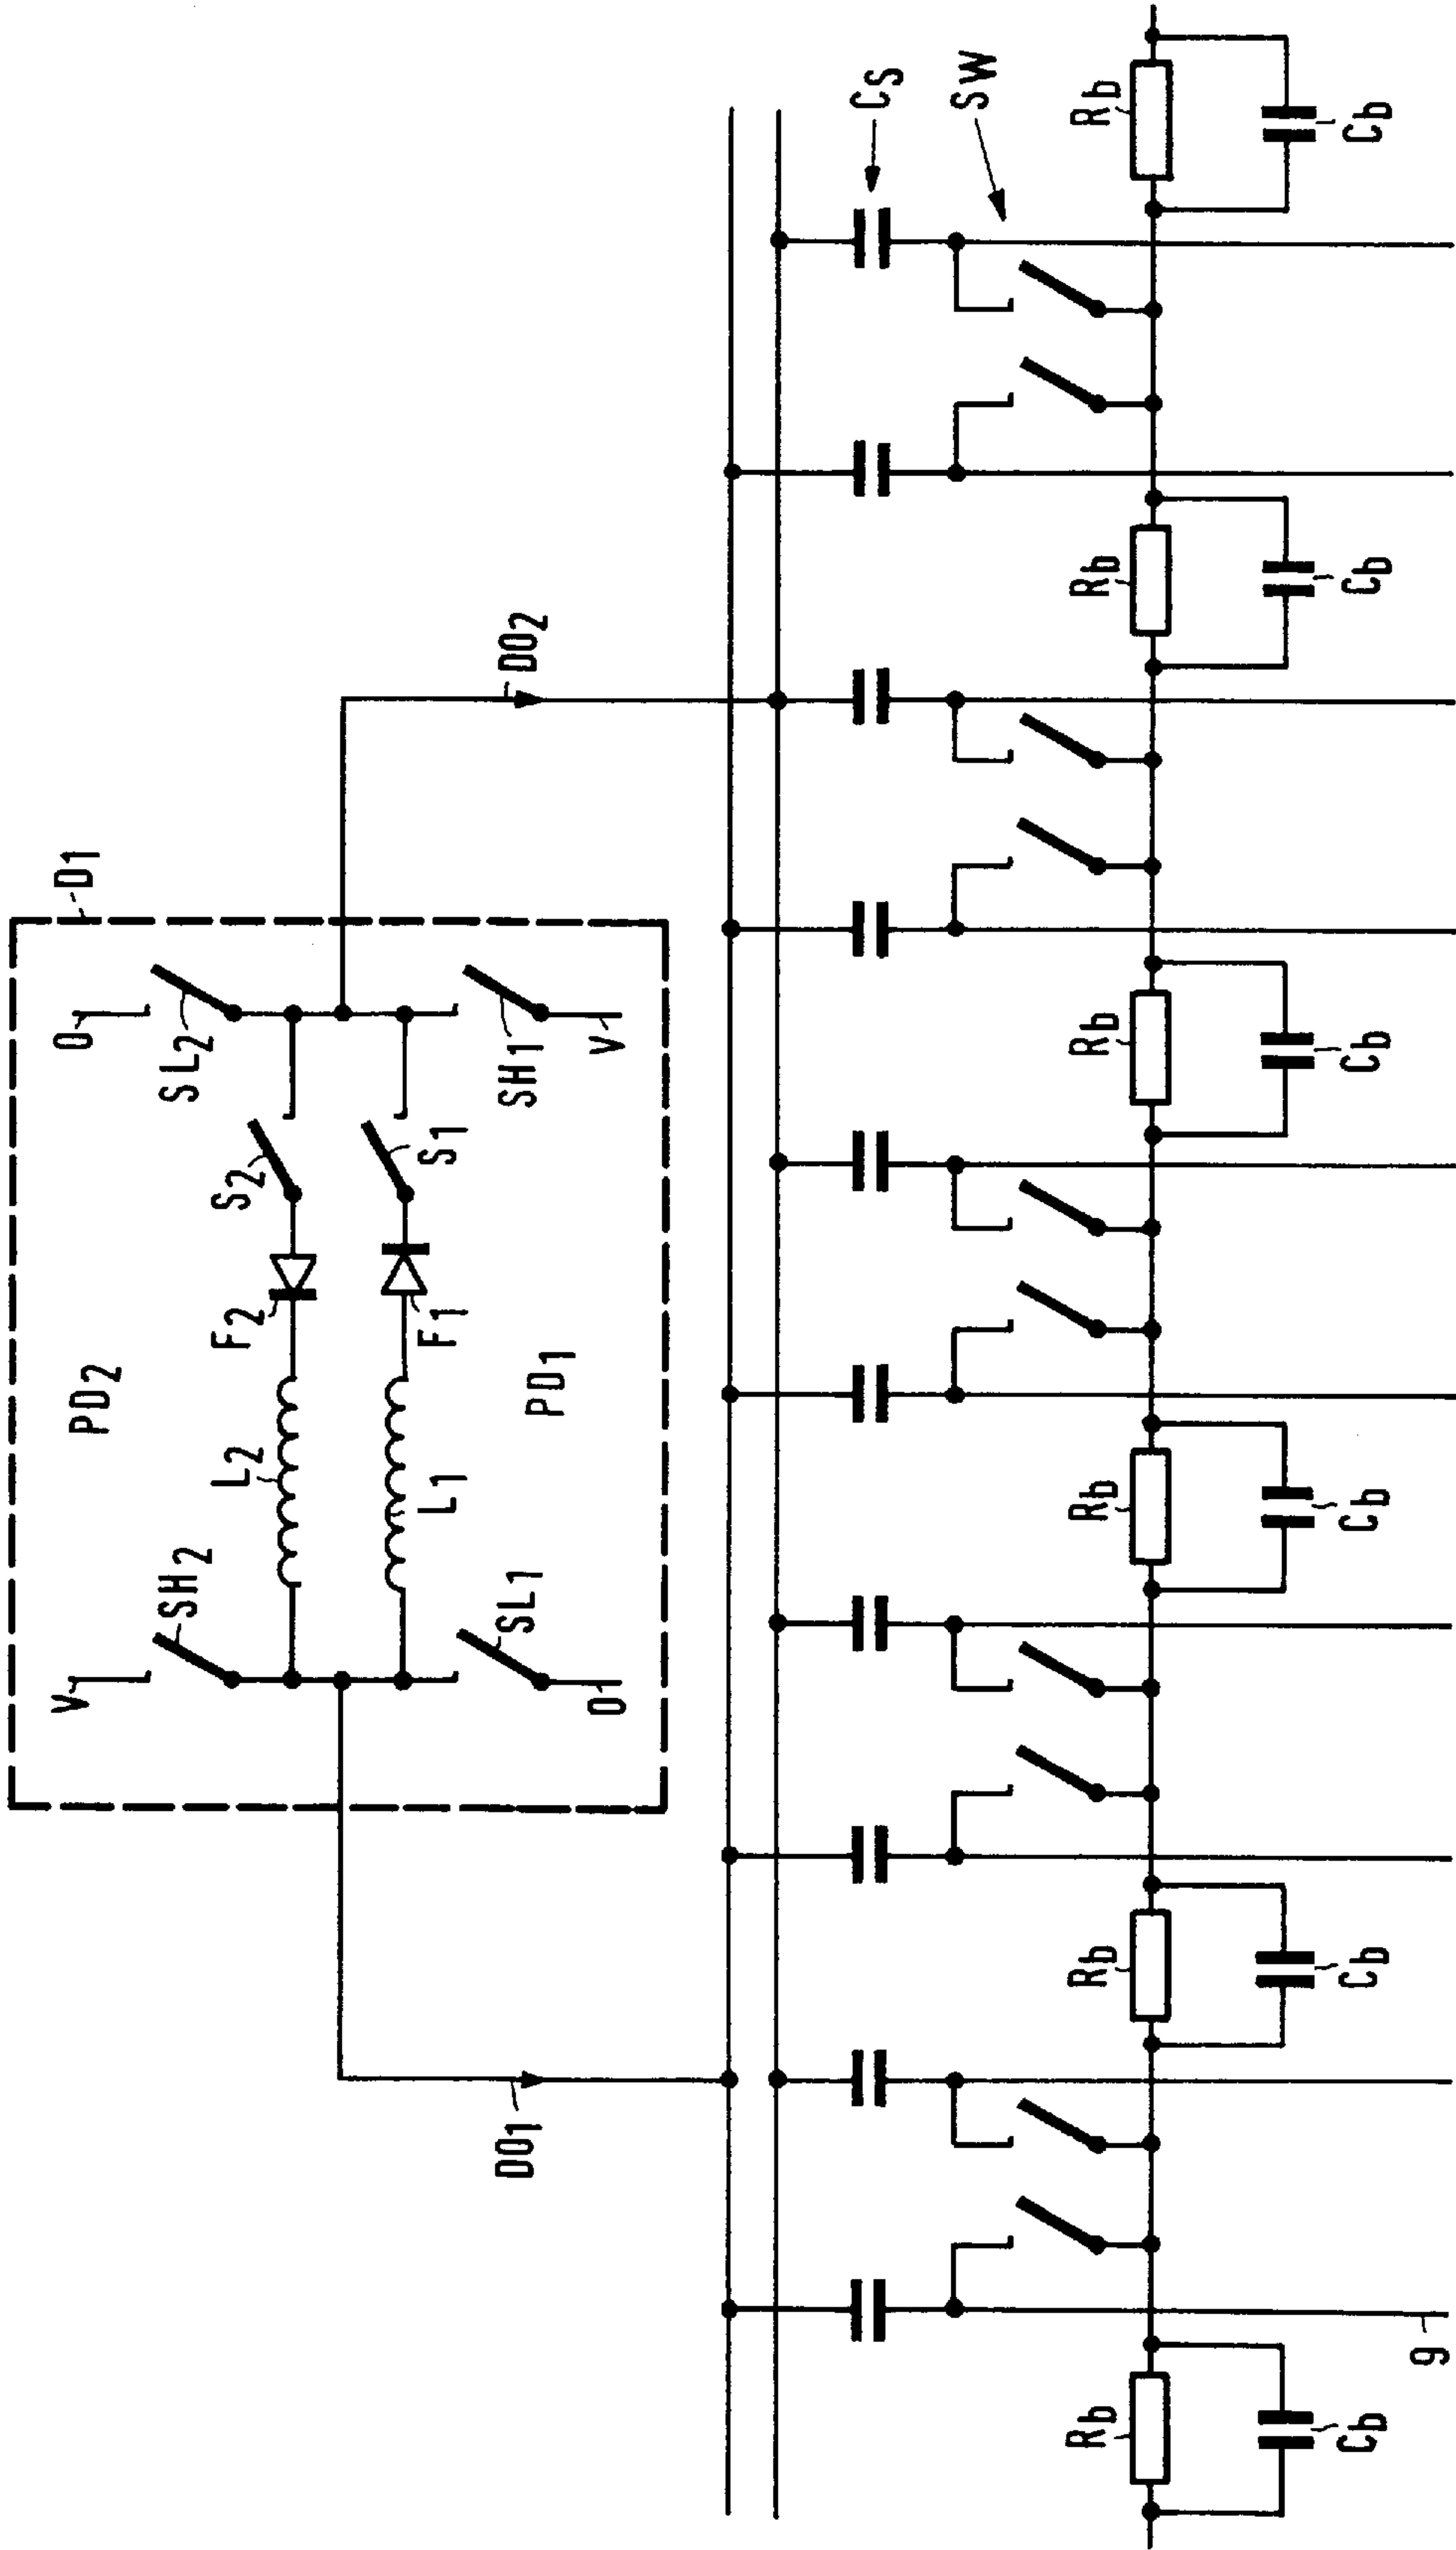 V
0
D1
PD2
SH2
SL2
L2
F2
S2
L1
F1
S1
SL1
PD1
SH1
0
V
DO1
DO2
CS
SW
Rb
Rb
Rb
Rb
Rb
Rb
Cb
Cb
Cb
Cb
Cb
Cb
9